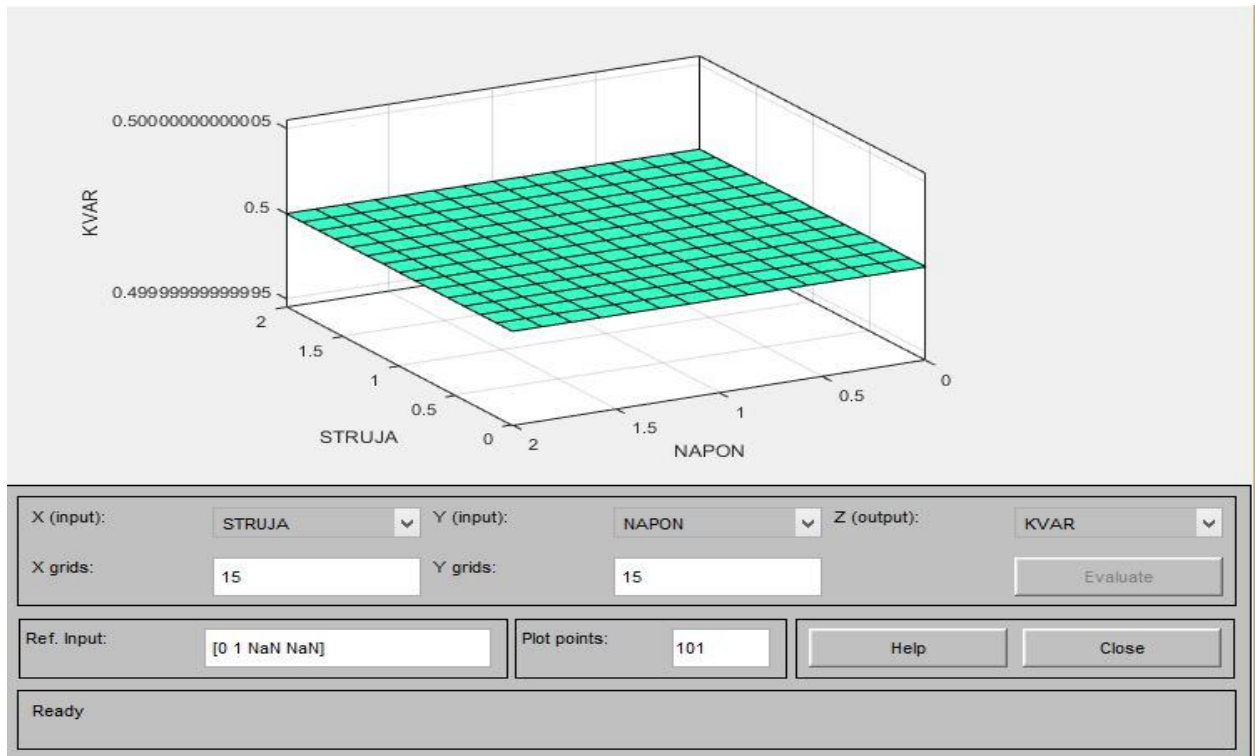 0.50000000000005
0.5
0.49999999999995
KVAR
2
1.5
1
0.5
0
STRUJA
2
1.5
1
0.5
0
NAPON
X (input): STRUJA Y (input): NAPON Z (output): KVAR
X grids: 15 Y grids: 15 Evaluate
Ref. Input: [0 1 NaN NaN] Plot points: 101 Help Close
Ready